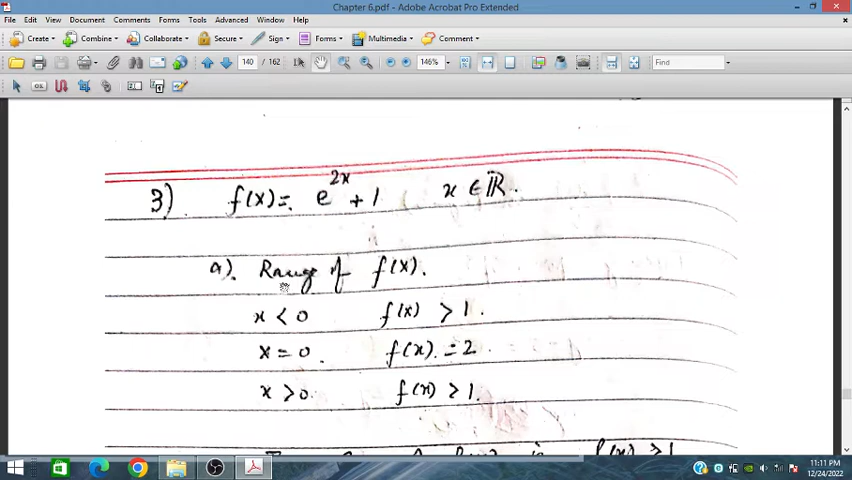 Chapter 6.pdf - Adobe Acrobat Pro Extended
File Edit View Document Comments Forms Tools Advanced Window Help
Create Combine Collaborate Secure Sign Forms Multimedia Comment
140 / 162 146% Find
3) f(x) = e^{2x} + 1 x ∈ ℝ.
a). Range of f(x).
x < 0 f(x) > 1.
x = 0. f(x) = 2
x > 0. f(x) > 1.
f(x) > 1
11:11 PM
12/24/2022